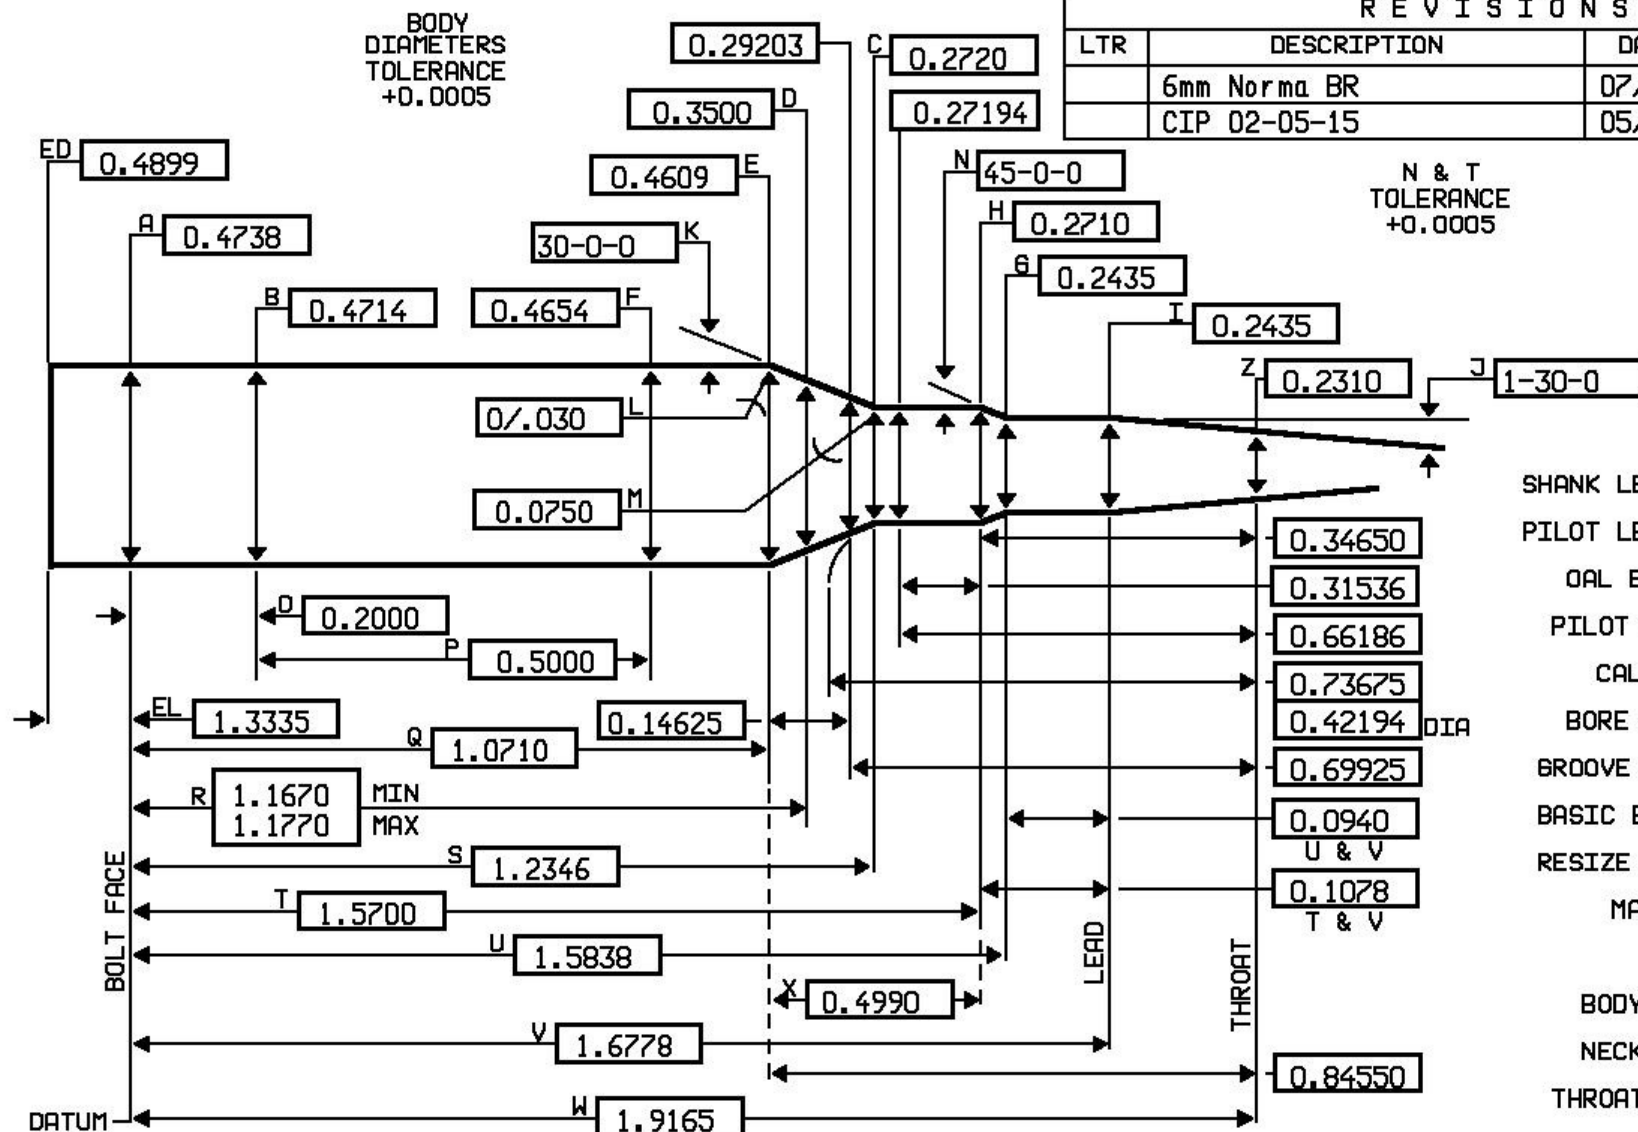 BODY
DIAMETERS
TOLERANCE
+0.0005
0.29203
C 0.2720
0.3500 D
0.27194
REVISIONS
LTR DESCRIPTION
6mm Norma BR 07
CIP 02-05-15 05
ED 0.4899
0.4609 E
N 45-0-0
N & T
TOLERANCE
+0.0005
A 0.4738
30-0-0 K
H 0.2710
G 0.2435
B 0.4714
0.4654 F
I 0.2435
Z 0.2310
J 1-30-0
0/.030 L
0.0750 M
SHANK
0.34650
PILOT
0.31536
OAL
O 0.2000
0.66186
PILOT
P 0.5000
0.73675
CAL
EL 1.3335
0.14625
0.42194 DIA
BORE
Q 1.0710
0.69925
GROOVE
R 1.1670 MIN
1.1770 MAX
0.0940
U & V
BASIC
S 1.2346
RESIZE
0.1078
T & V
T 1.5700
U 1.5838
BOLT FACE
LEAD
THROAT
X 0.4990
BODY
V 1.6778
NECK
0.84550
THROAT
DATUM
W 1.9165